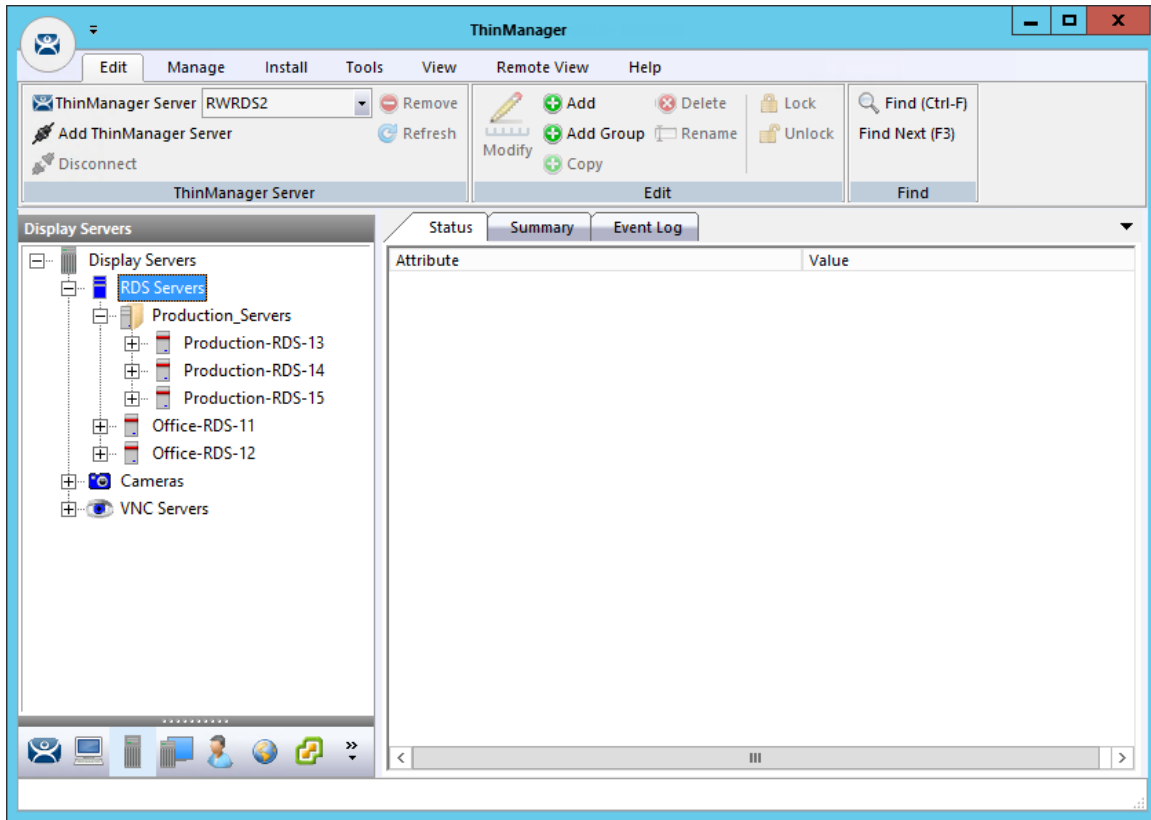 ThinManager
Edit Manage Install Tools View Remote View Help
ThinManager Server RWRDS2 Remove
Add ThinManager Server Refresh
Disconnect
ThinManager Server
Modify
Add Delete Lock
Add Group Rename Unlock
Copy
Edit
Find (Ctrl-F)
Find Next (F3)
Find
Display Servers
Display Servers
RDS Servers
Production_Servers
Production-RDS-13
Production-RDS-14
Production-RDS-15
Office-RDS-11
Office-RDS-12
Cameras
VNC Servers
Status Summary Event Log
Attribute Value